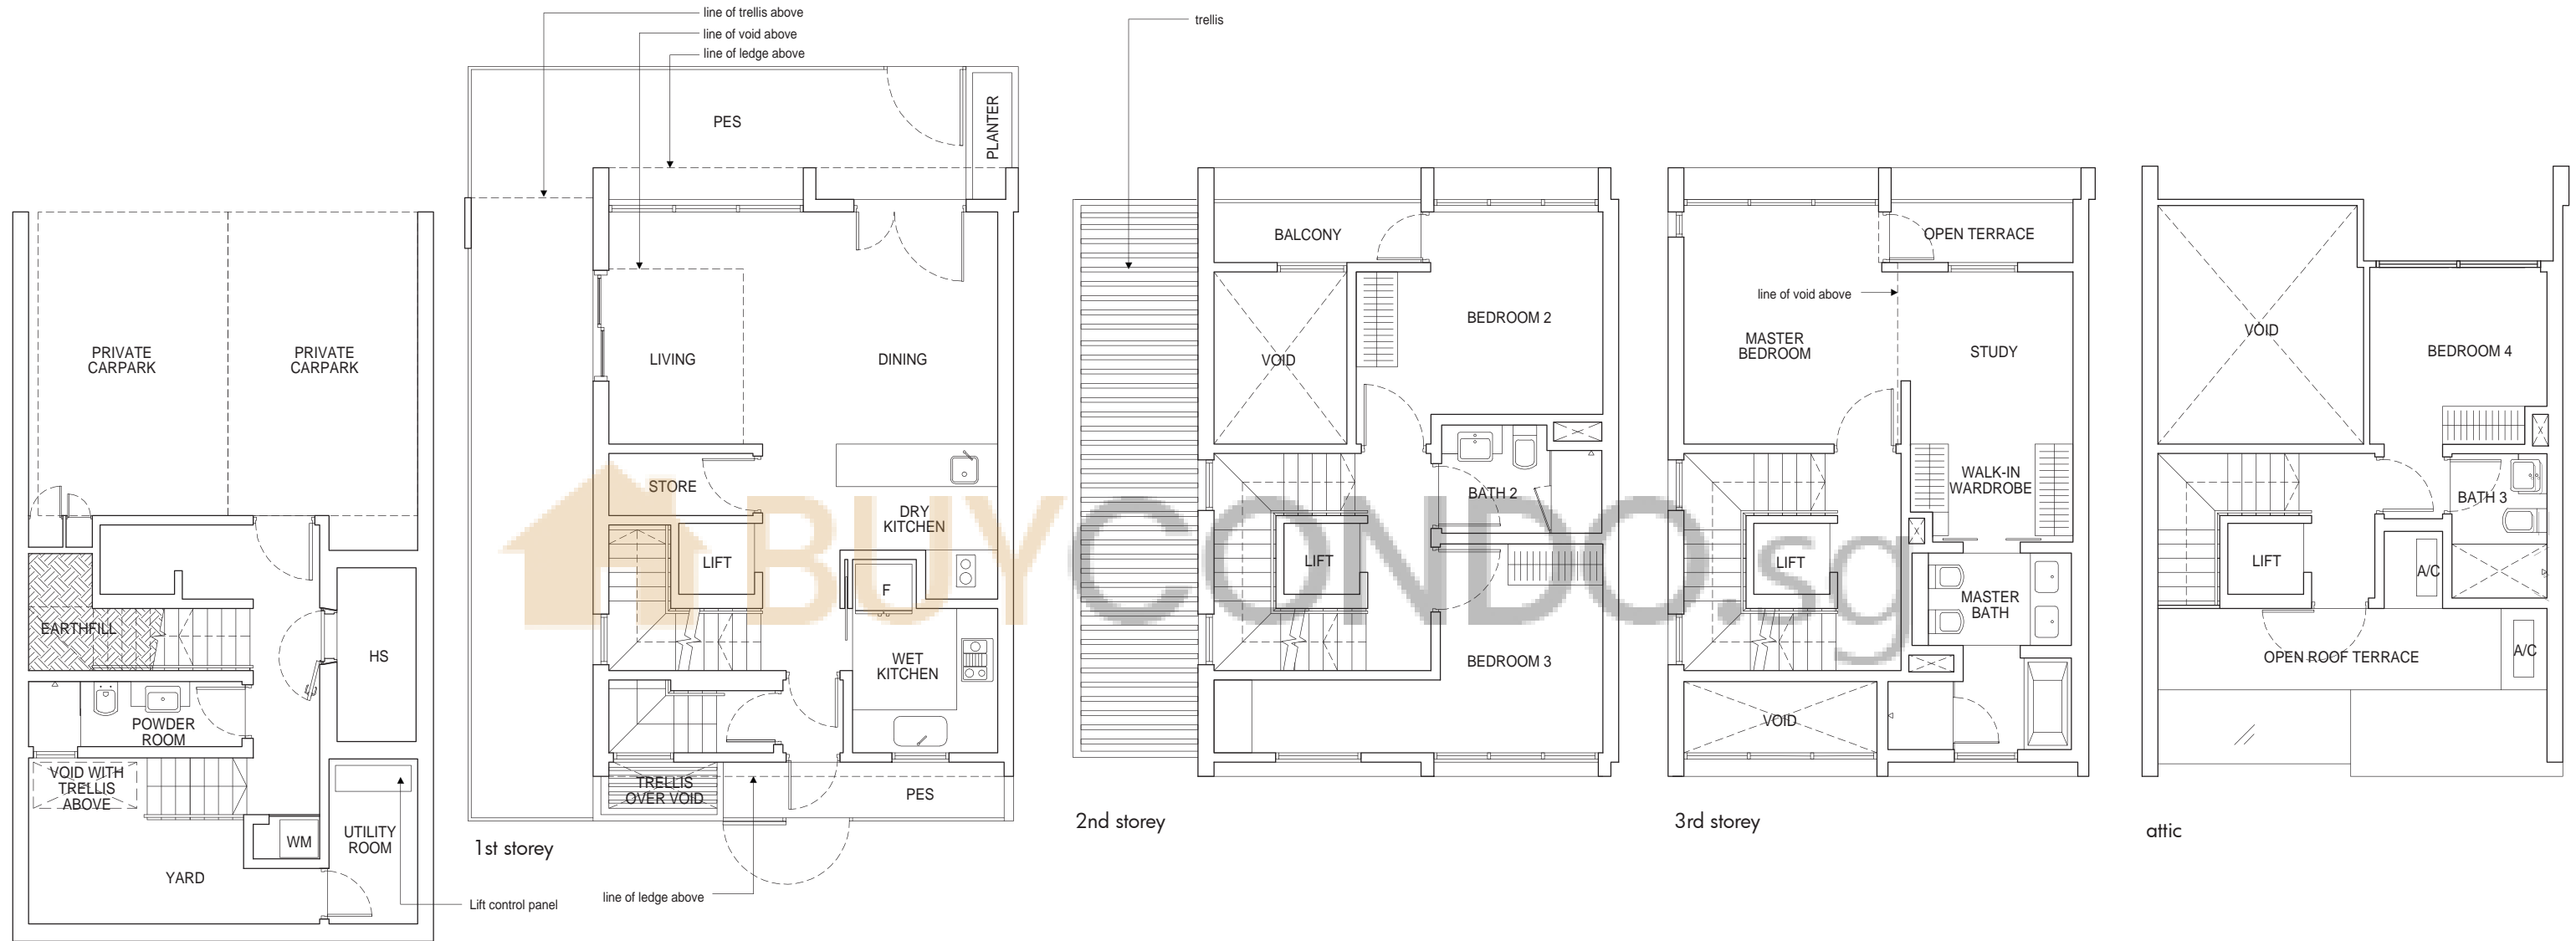 line of trellis above
line of void above
line of ledge above
trellis
PRIVATE
CARPARK
PRIVATE
CARPARK
EARTHFILL
HS
POWDER
ROOM
VOID WITH
TRELLIS
ABOVE
WM
UTILITY
ROOM
YARD
Lift control panel
PES
PLANTER
LIVING
DINING
STORE
DRY
KITCHEN
LIFT
F
WET
KITCHEN
TRELLIS
OVER VOID
PES
1st storey
line of ledge above
BALCONY
VOID
BEDROOM 2
BATH 2
LIFT
BEDROOM 3
2nd storey
OPEN TERRACE
line of void above
MASTER
BEDROOM
STUDY
WALK-IN
WARDROBE
LIFT
MASTER
BATH
VOID
3rd storey
VOID
BEDROOM 4
BATH 3
LIFT
A/C
OPEN ROOF TERRACE
A/C
attic
BUYCONDO.sg